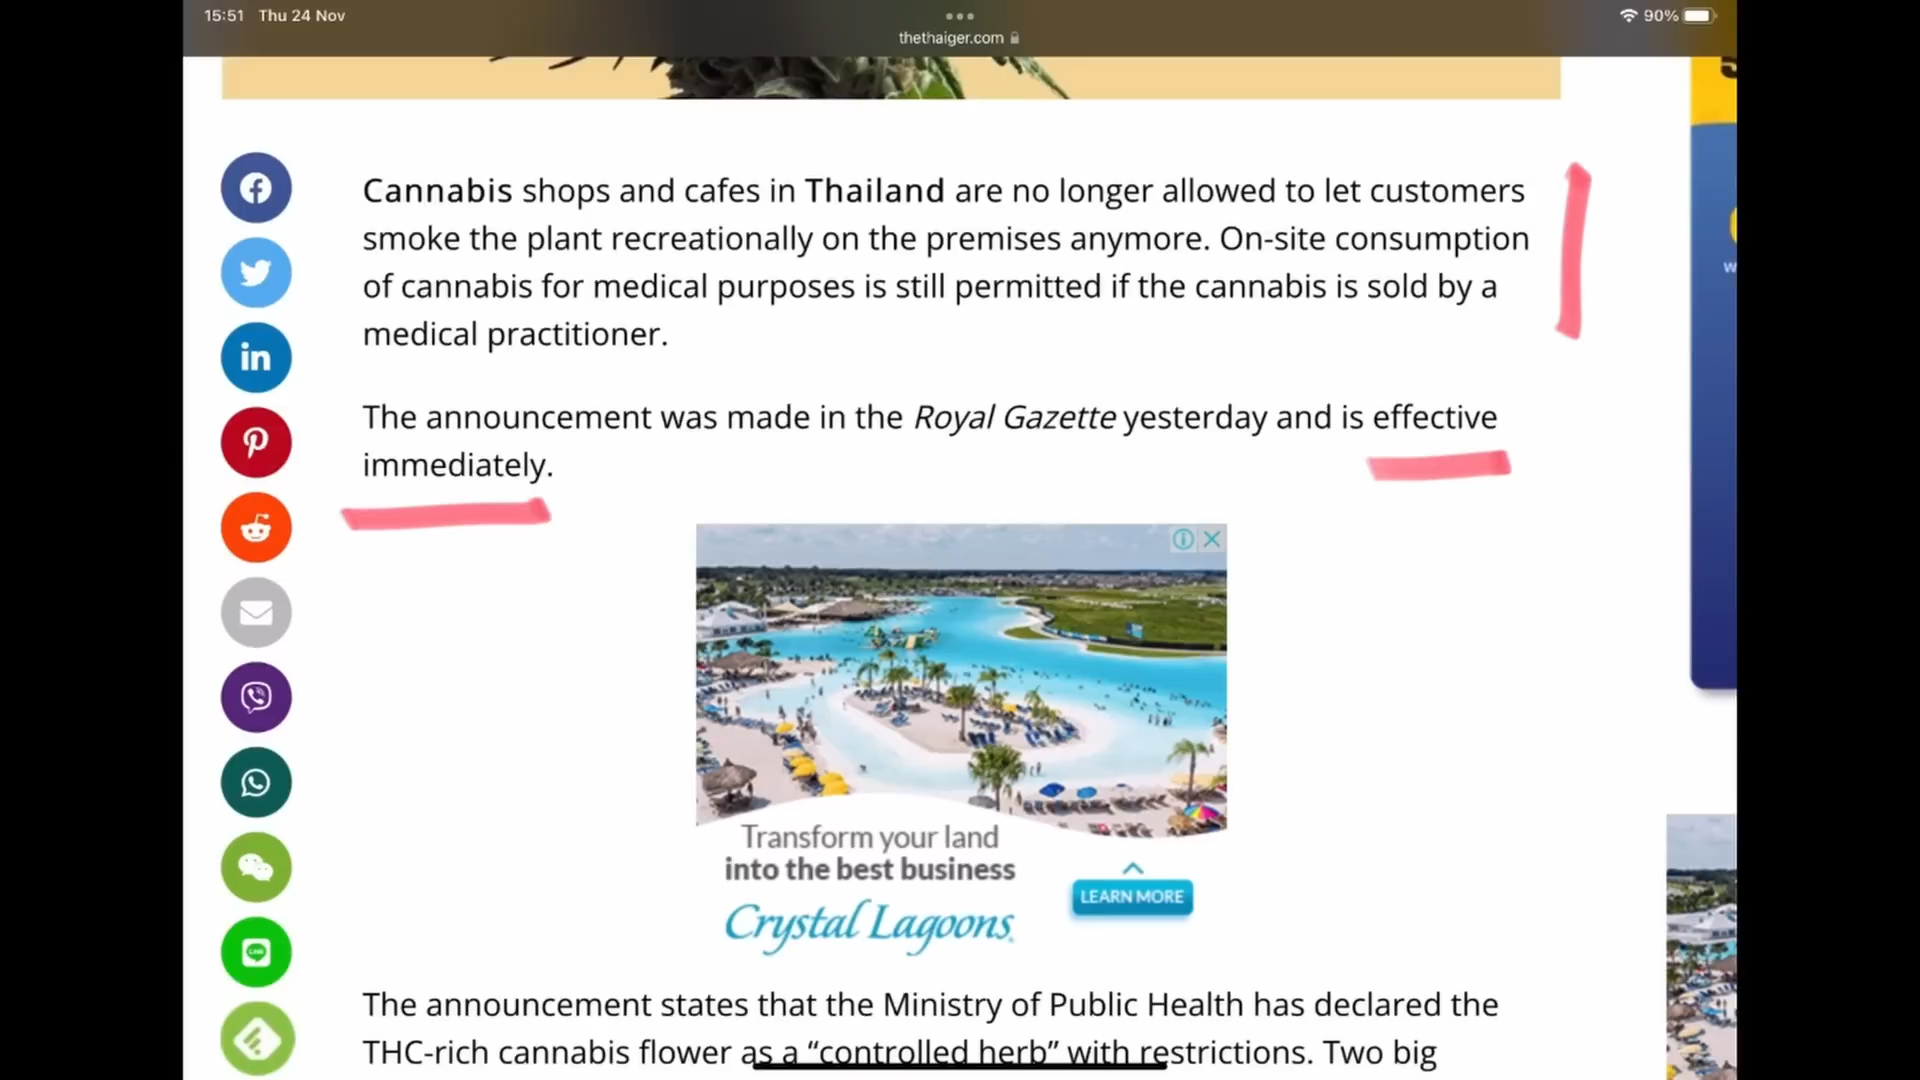 15:51 Thu 24 Nov
90%
thethaiger.com
Cannabis shops and cafes in Thailand are no longer allowed to let customers
smoke the plant recreationally on the premises anymore. On-site consumption
of cannabis for medical purposes is still permitted if the cannabis is sold by a
medical practitioner.
The announcement was made in the Royal Gazette yesterday and is effective
immediately.
Transform your land
into the best business
Crystal Lagoons
LEARN MORE
LINE
The announcement states that the Ministry of Public Health has declared the
THC-rich cannabis flower as a “controlled herb” with restrictions. Two big